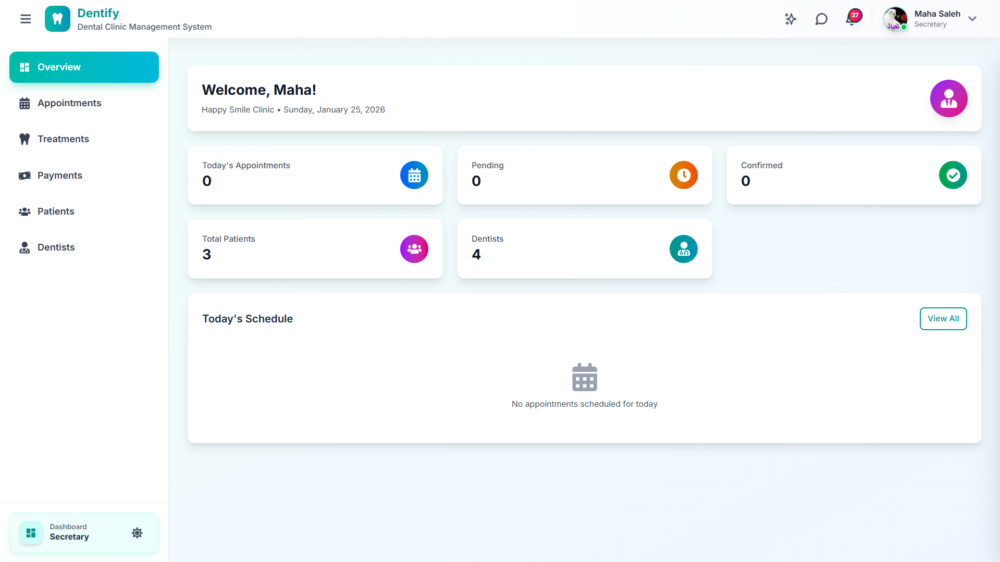 Dentify
Dental Clinic Management System
27
Maha Saleh
Secretary
Overview
Appointments
Treatments
Payments
Patients
Dentists
Dashboard
Secretary
Welcome, Maha!
Happy Smile Clinic • Sunday, January 25, 2026
Today's Appointments
0
Pending
0
Confirmed
0
Total Patients
3
Dentists
4
Today's Schedule
View All
No appointments scheduled for today